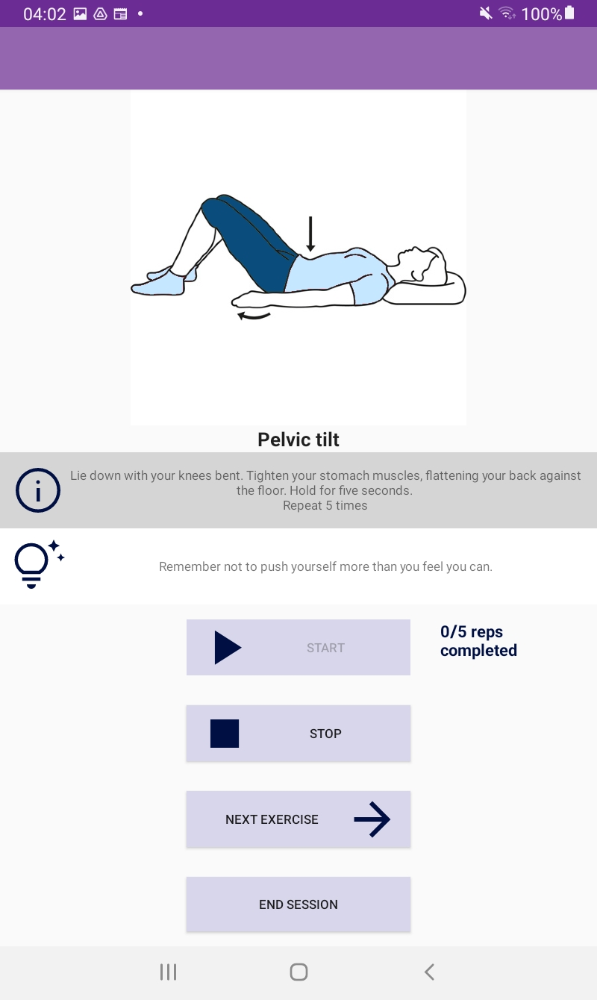 04:02
100%
Pelvic tilt
Lie down with your knees bent. Tighten your stomach muscles, flattening your back against
the floor. Hold for five seconds.
Repeat 5 times
Remember not to push yourself more than you feel you can.
START
0/5 reps
completed
STOP
NEXT EXERCISE
END SESSION